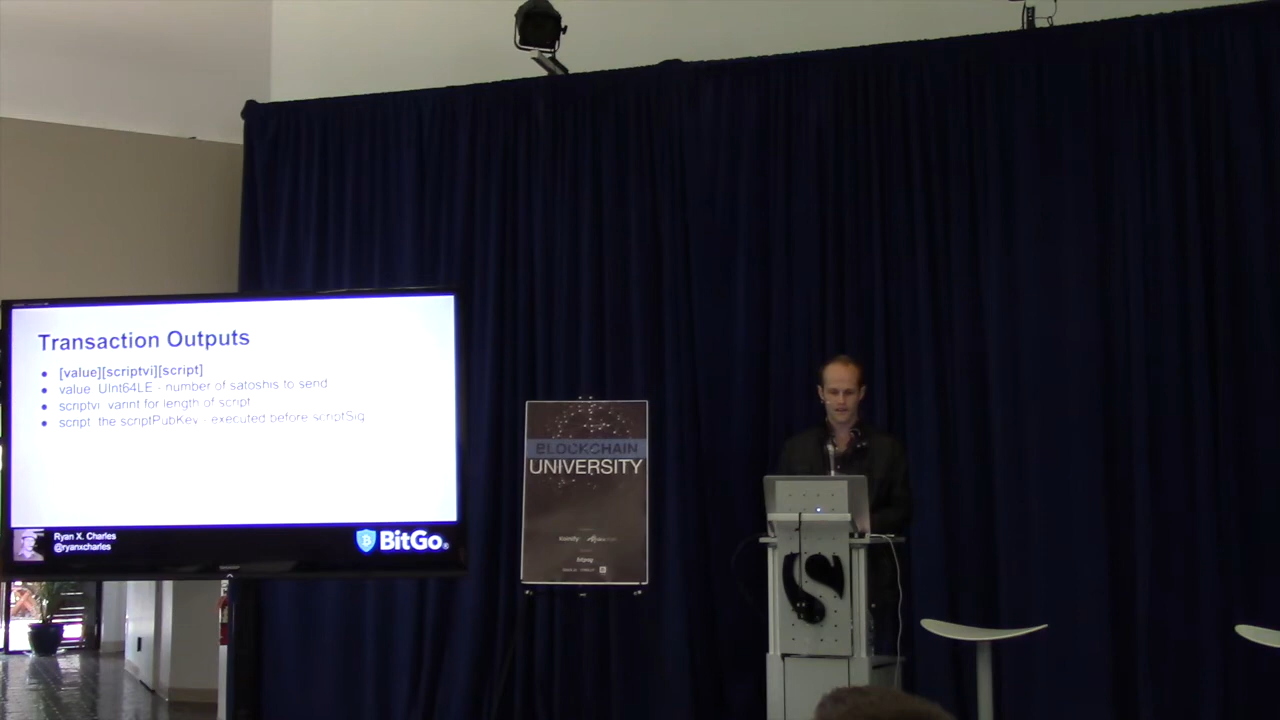 Transaction Outputs
[value][scriptvi][script]
value UInt64LE - number of satoshis to send
scriptvi varint for length of script
script the scriptPubKey - executed before scriptSig
Ryan X. Charles
@ryanxcharles
BitGo
BLOCKCHAIN
UNIVERSITY